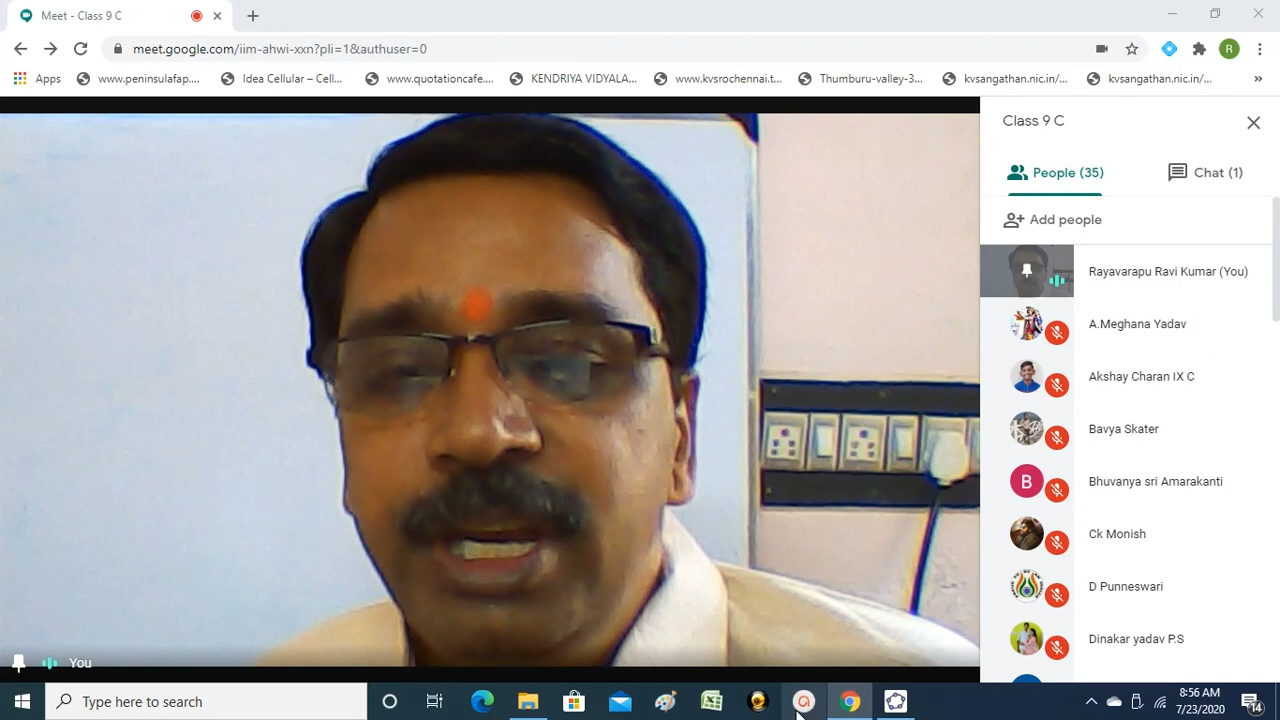 Meet - Class 9 C
meet.google.com/iim-ahwi-xxn?pli=1&authuser=0
R
Apps
www.peninsulafap....
Idea Cellular – Cell...
www.quotationcafe....
KENDRIYA VIDYALA...
www.kvsrochennai.t...
Thumburu-valley-3...
kvsangathan.nic.in/...
kvsangathan.nic.in/...
»
Class 9 C
People (35)
Chat (1)
Add people
Rayavarapu Ravi Kumar (You)
A.Meghana Yadav
Akshay Charan IX C
Bavya Skater
B
Bhuvanya sri Amarakanti
Ck Monish
D Punneswari
Dinakar yadav P.S
You
Type here to search
8:56 AM
7/23/2020
14